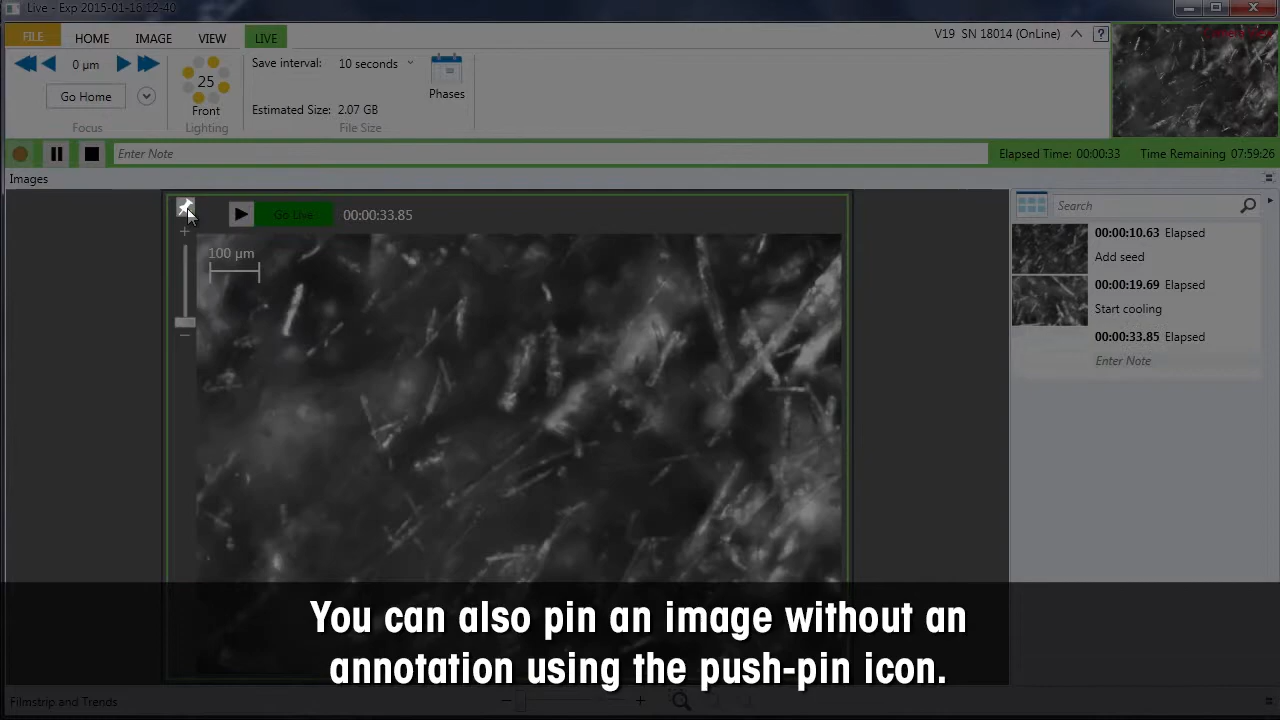 Live - Exp 2015-01-16 12-40
FILE HOME IMAGE VIEW LIVE
V19 SN 18014 (OnLine) ?
0 µm
Go Home
Focus
25
Front
Lighting
Save interval: 10 seconds
Estimated Size: 2.07 GB
File Size
Phases
Enter Note
Elapsed Time: 00:00:33 Time Remaining 07:59:26
Images
Go Live 00:00:33.85
100 µm
Search
00:00:10.63 Elapsed
Add seed
00:00:19.69 Elapsed
Start cooling
00:00:33.85 Elapsed
Enter Note
You can also pin an image without an
annotation using the push-pin icon.
Filmstrip and Trends